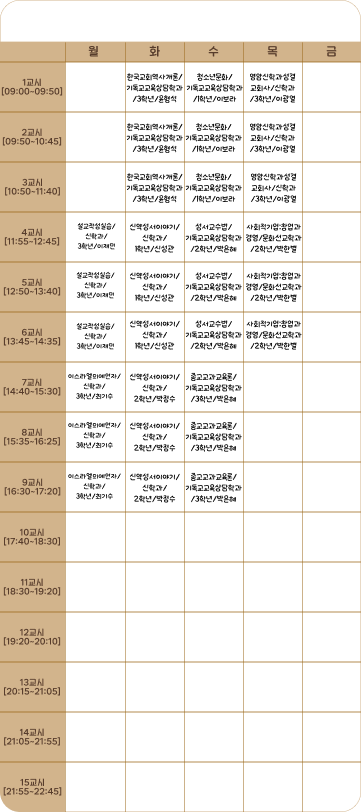 월 화 수 목 금
1교시
[09:00~09:50]
한국교회역사개론/
기독교교육상담학과
/3학년/윤형석
청소년문화/
기독교교육상담학과
/1학년/이보라
영암신학과성결
교회사/신학과
/3학년/이광열
2교시
[09:50~10:45]
한국교회역사개론/
기독교교육상담학과
/3학년/윤형석
청소년문화/
기독교교육상담학과
/1학년/이보라
영암신학과성결
교회사/신학과
/3학년/이광열
3교시
[10:50~11:40]
한국교회역사개론/
기독교교육상담학과
/3학년/윤형석
청소년문화/
기독교교육상담학과
/1학년/이보라
영암신학과성결
교회사/신학과
/3학년/이광열
4교시
[11:55~12:45]
설교작성실습/
신학과/
3학년/이재민
신약성서이야기/
신학과/
1학년/신성관
성서교수법/
기독교교육상담학과
/2학년/박은혜
사회적기업:창업과
경영/문화선교학과
/2학년/박한별
5교시
[12:50~13:40]
설교작성실습/
신학과/
3학년/이재민
신약성서이야기/
신학과/
1학년/신성관
성서교수법/
기독교교육상담학과
/2학년/박은혜
사회적기업:창업과
경영/문화선교학과
/2학년/박한별
6교시
[13:45~14:35]
설교작성실습/
신학과/
3학년/이재민
신약성서이야기/
신학과/
1학년/신성관
성서교수법/
기독교교육상담학과
/2학년/박은혜
사회적기업:창업과
경영/문화선교학과
/2학년/박한별
7교시
[14:40~15:30]
이스라엘의예언자/
신학과/
3학년/최기수
신약성서이야기/
신학과/
2학년/박정수
종교교과교육론/
기독교교육상담학과
/3학년/박은혜
8교시
[15:35~16:25]
이스라엘의예언자/
신학과/
3학년/최기수
신약성서이야기/
신학과/
2학년/박정수
종교교과교육론/
기독교교육상담학과
/3학년/박은혜
9교시
[16:30~17:20]
이스라엘의예언자/
신학과/
3학년/최기수
신약성서이야기/
신학과/
2학년/박정수
종교교과교육론/
기독교교육상담학과
/3학년/박은혜
10교시
[17:40~18:30]
11교시
[18:30~19:20]
12교시
[19:20~20:10]
13교시
[20:15~21:05]
14교시
[21:05~21:55]
15교시
[21:55~22:45]